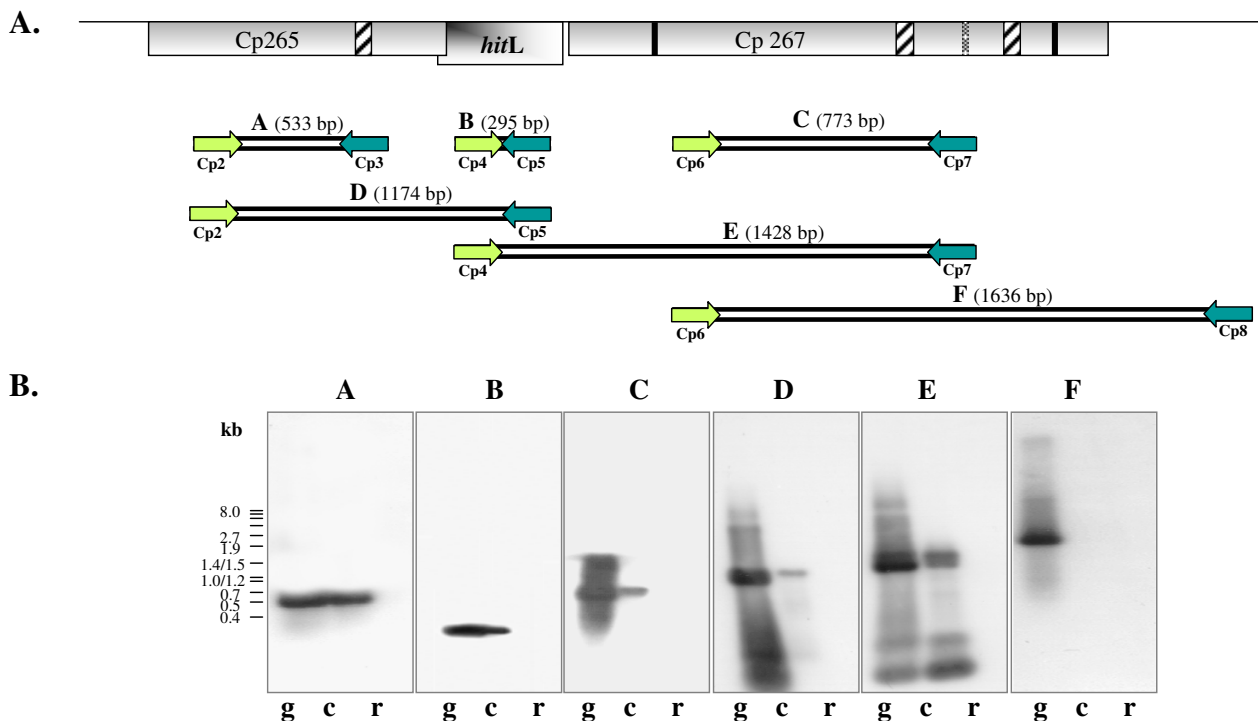 A.
Cp265 hitL Cp 267
A (533 bp) B (295 bp) C (773 bp)
Cp2 Cp3 Cp4 Cp5 Cp6 Cp7
D (1174 bp)
Cp2 Cp5
E (1428 bp)
Cp4 Cp7
F (1636 bp)
Cp6 Cp8
B.
A B C D E F
kb
8.0
2.7
1.9
1.4/1.5
1.0/1.2
0.7
0.5
0.4
g c r g c r g c r g c r g c r g c r